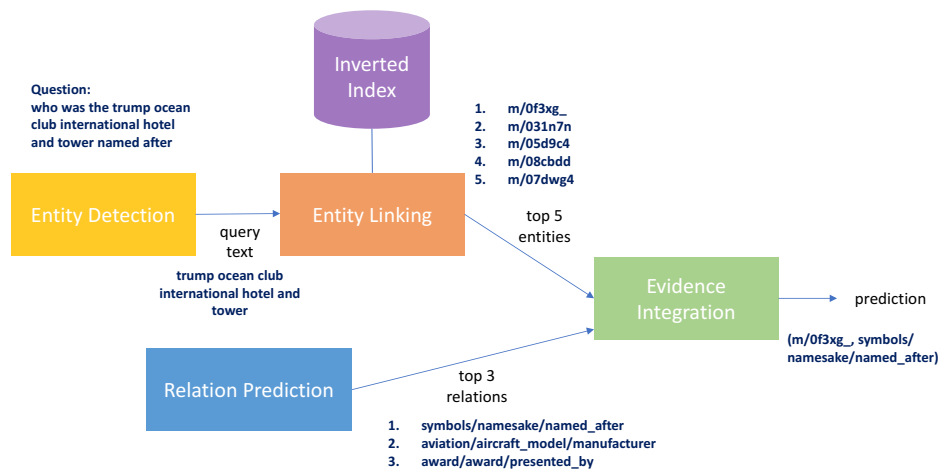 Inverted
Index
Question:
who was the trump ocean
club international hotel
and tower named after
1. m/0f3xg_
2. m/031n7n
3. m/05d9c4
4. m/08cbdd
5. m/07dwg4
Entity Detection
query
text
trump ocean club
international hotel and
tower
Entity Linking
top 5
entities
Evidence
Integration
prediction
(m/0f3xg_, symbols/
namesake/named_after)
Relation Prediction
top 3
relations
1. symbols/namesake/named_after
2. aviation/aircraft_model/manufacturer
3. award/award/presented_by